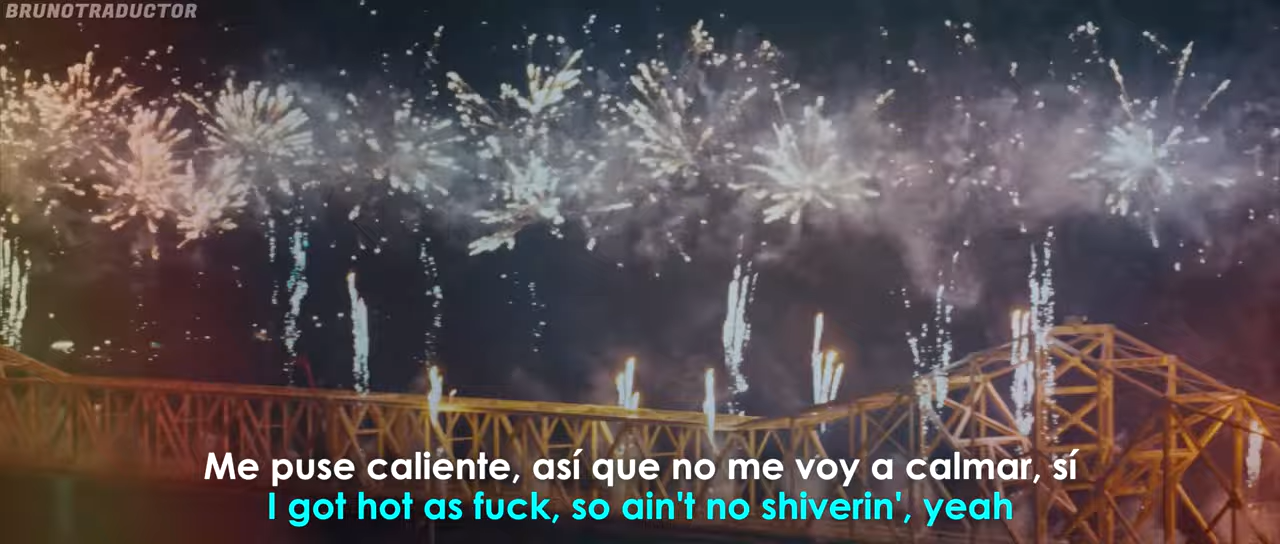 BRUNOTRADUCTOR
Me puse caliente, así que no me voy a calmar, sí
I got hot as fuck, so ain't no shiverin', yeah